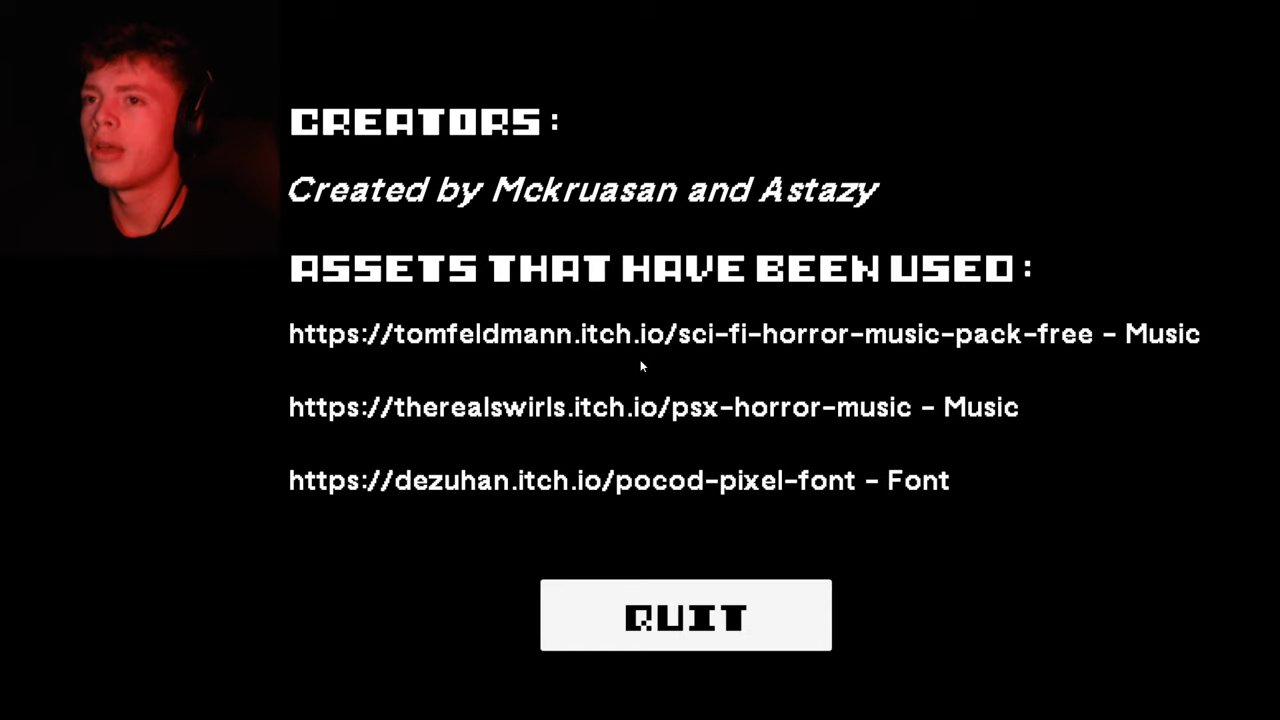 CREATORS:
Created by Mckruasan and Astazy
ASSETS THAT HAVE BEEN USED:
https://tomfeldmann.itch.io/sci-fi-horror-music-pack-free - Music
https://therealswirls.itch.io/psx-horror-music - Music
https://dezuhan.itch.io/pocod-pixel-font - Font
QUIT